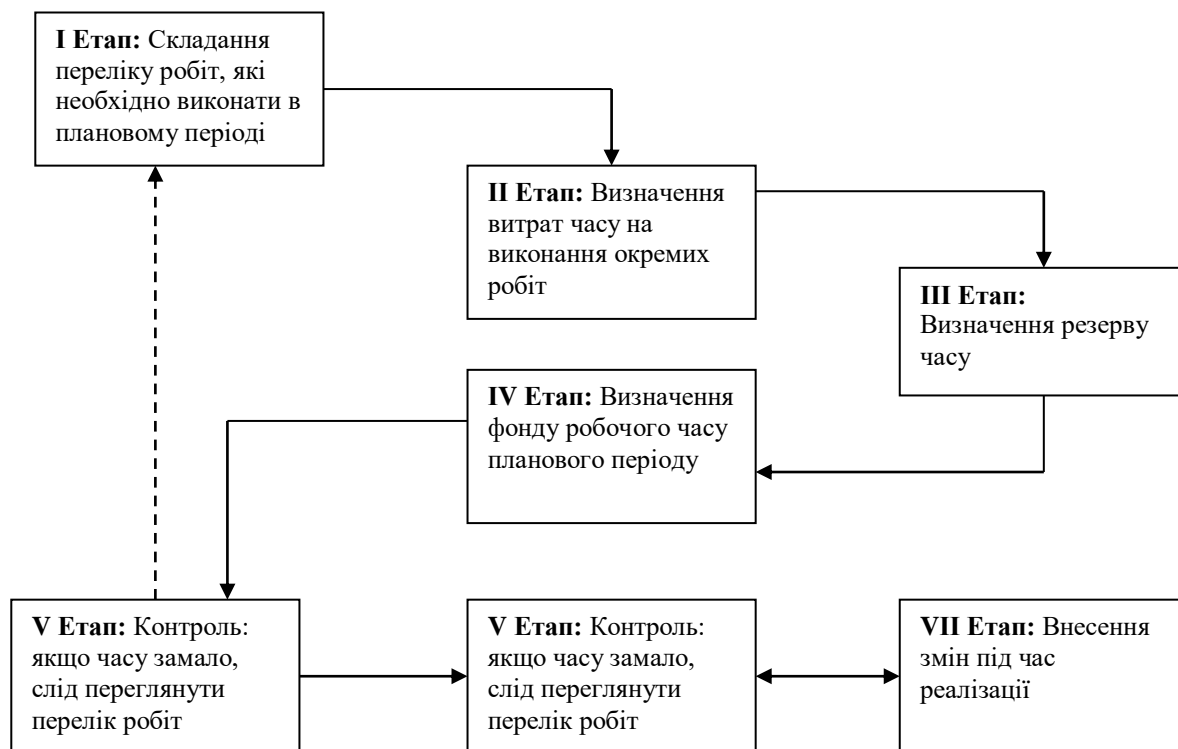 I Етап: Складання
переліку робіт, які
необхідно виконати в
плановому періоді
II Етап: Визначення
витрат часу на
виконання окремих
робіт
III Етап:
Визначення резерву
часу
IV Етап: Визначення
фонду робочого часу
планового періоду
V Етап: Контроль:
якщо часу замало,
слід переглянути
перелік робіт
V Етап: Контроль:
якщо часу замало,
слід переглянути
перелік робіт
VII Етап: Внесення
змін під час
реалізації